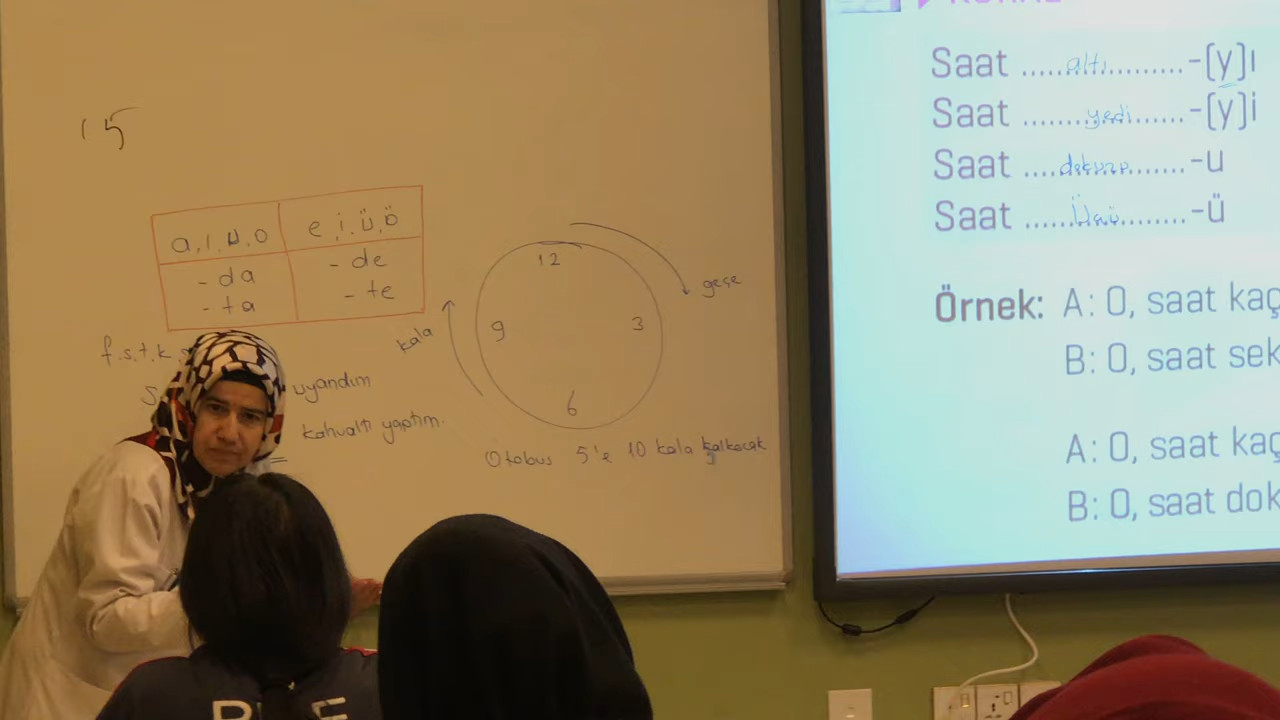 15
a, ı, u, o
e, i, ü, ö
- da
- de
- ta
- te
f.s.t.k.
uyandım
kahvaltı yaptım.
12
3
6
9
geçe
kala
Otobüs 5'e 10 kala kalkacak
Saat ......altı............-(y)ı
Saat .........yedi.......-(y)i
Saat ....dokuz.......-u
Saat ......üçü..........-ü
Örnek: A: O, saat kaç
B: O, saat sek
A: O, saat kaç
B: O, saat dok